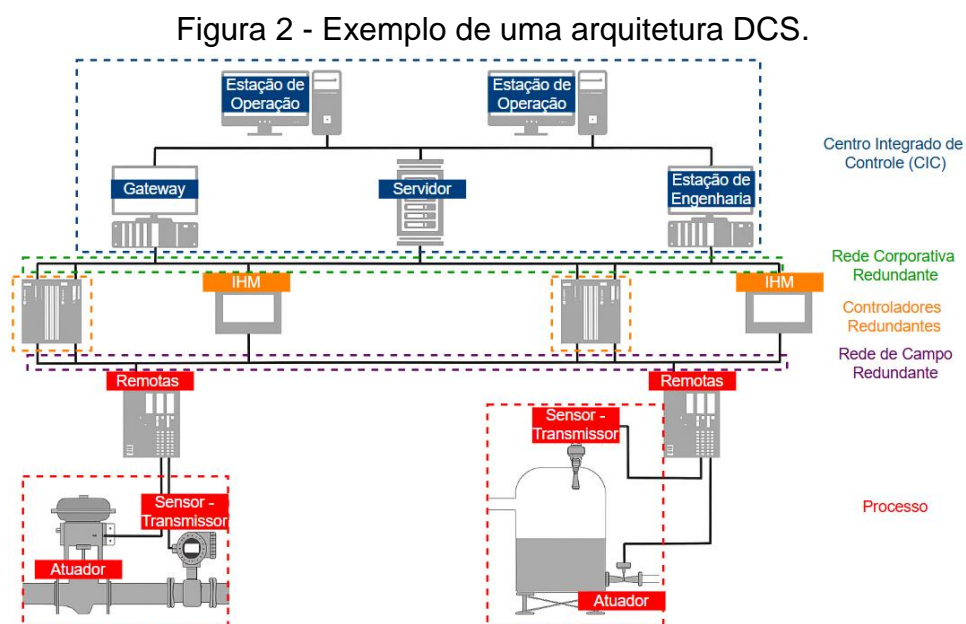 Figura 2 - Exemplo de uma arquitetura DCS.
Estação de
Operação
Estação de
Operação
Centro Integrado de
Controle (CIC)
Gateway
Servidor
Estação de
Engenharia
Rede Corporativa
Redundante
IHM
IHM
Controladores
Redundantes
Rede de Campo
Redundante
Remotas
Remotas
Sensor -
Transmissor
Sensor -
Transmissor
Processo
Atuador
Atuador